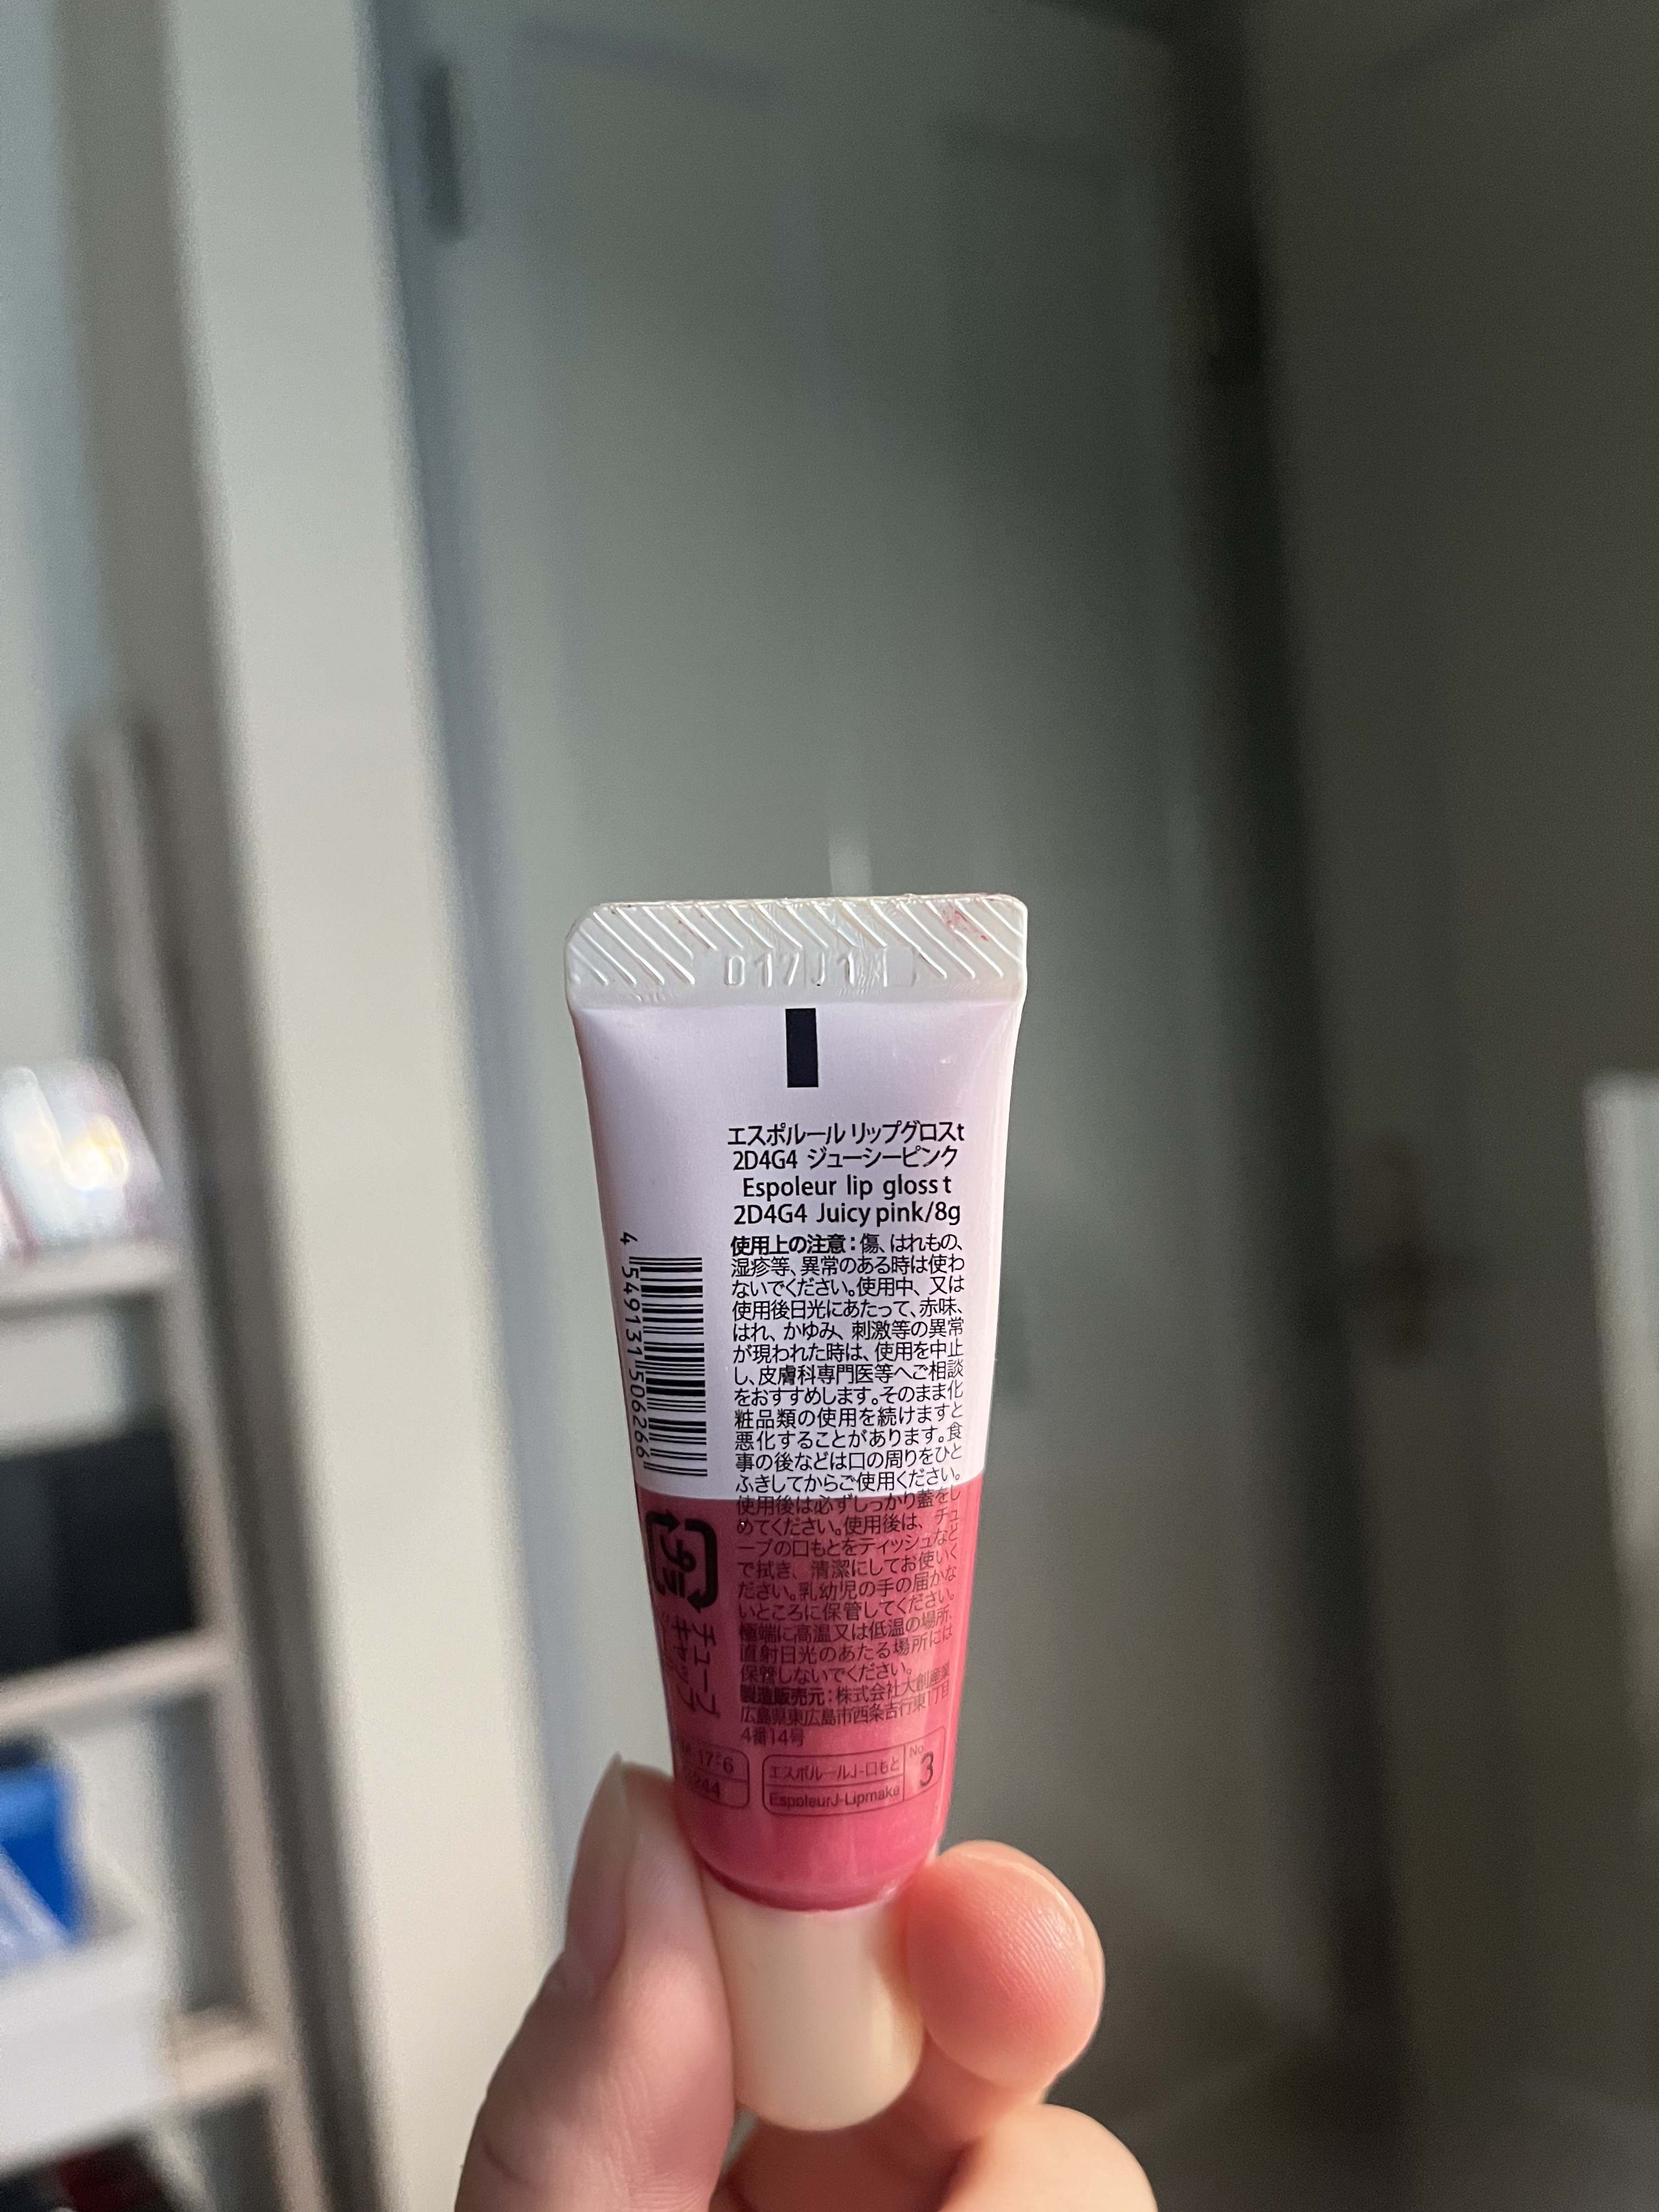 D17J1
エスポルール リップグロスt
2D4G4 ジューシーピンク
Espoleur lip gloss t
2D4G4 Juicy pink/8g
使用上の注意：傷、はれもの、
湿疹等、異常のある時は使わ
ないでください。使用中、又は
使用後日光にあたって、赤味、
はれ、かゆみ、刺激等の異常
が現われた時は、使用を中止
し、皮膚科専門医等へご相談
をおすすめします。そのまま化
粧品類の使用を続けますと
悪化することがあります。食
事の後などは口の周りをひと
ふきしてからご使用ください。
使用後は必ずしっかり蓋をし
めてください。使用後は、チュ
ーブの口もとをティッシュなど
で拭き、清潔にしてお使いく
ださい。乳幼児の手の届かな
いところに保管してください。
極端に高温又は低温の場所、
直射日光のあたる場所には
保管しないでください。
製造販売元：株式会社大創産業
広島県東広島市西条吉行東1丁目
4番14号
4 549131 506266
プラ
チューブ
キャップ
17-6
244
エスポルールJ-口もと
EspoleurJ-Lipmake
No.
3